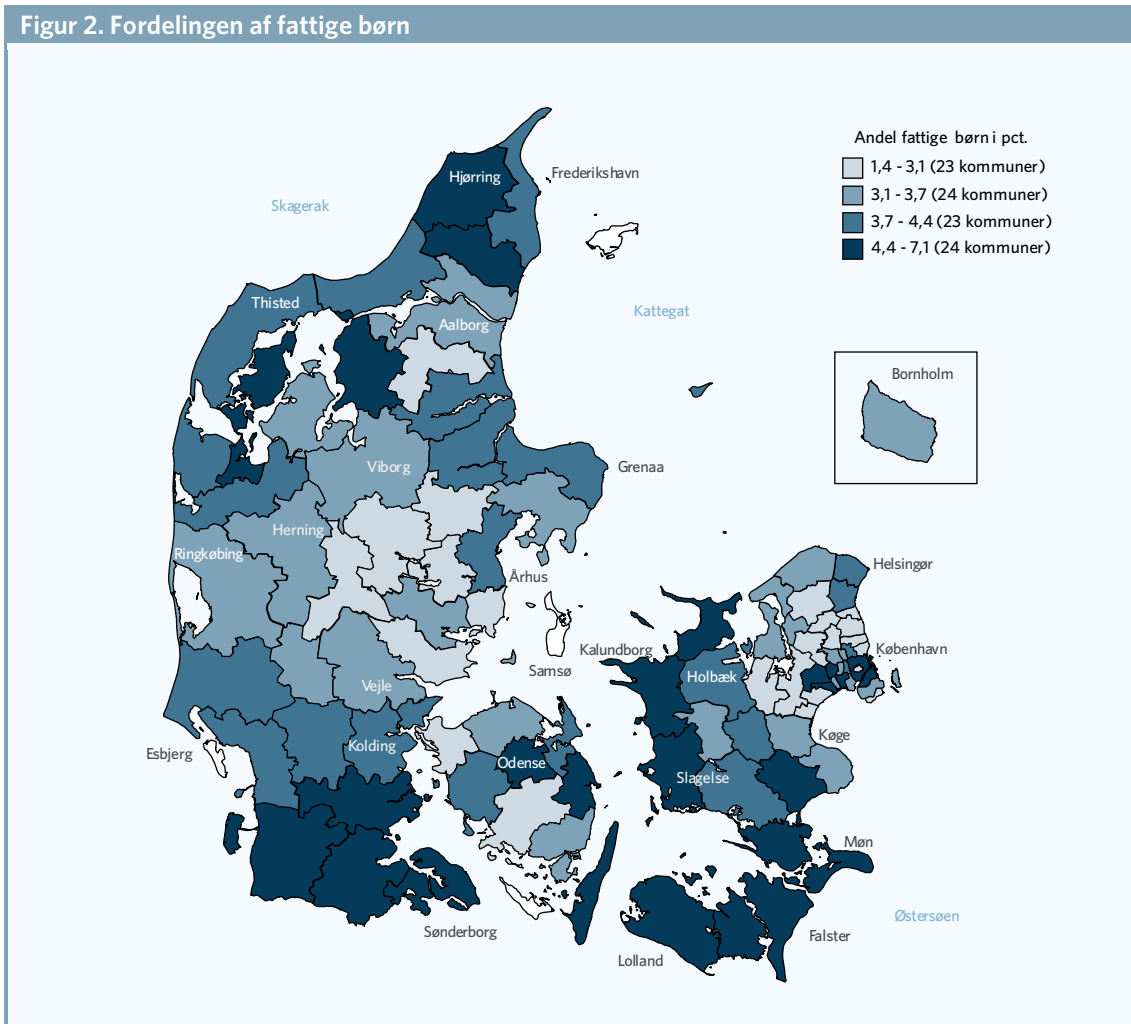 Figur 2. Fordelingen af fattige børn
Andel fattige børn i pct.
1,4 - 3,1 (23 kommuner)
3,1 - 3,7 (24 kommuner)
3,7 - 4,4 (23 kommuner)
4,4 - 7,1 (24 kommuner)
Hjørring
Frederikshavn
Skagerak
Thisted
Kattegat
Aalborg
Bornholm
Viborg
Grenaa
Herning
Ringkøbing
Helsingør
Århus
Kalundborg
København
Samsø
Holbæk
Vejle
Køge
Kolding
Esbjerg
Odense
Slagelse
Møn
Østersøen
Sønderborg
Falster
Lolland